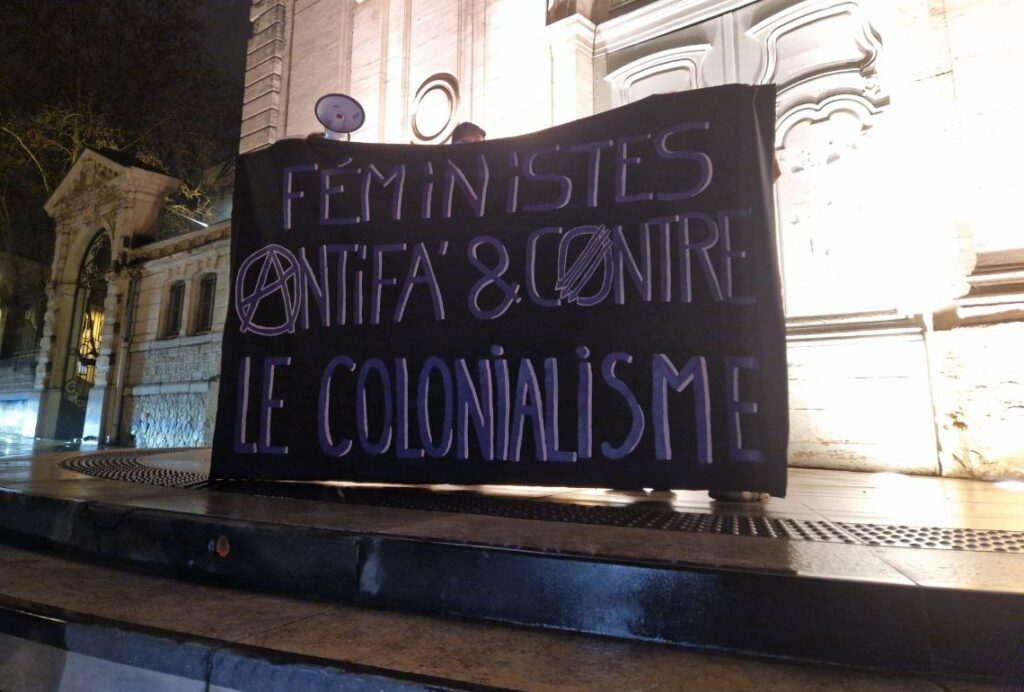 FÉMiNiSTES
ANTiFA' & CONTRE
LE COLONiALiSME